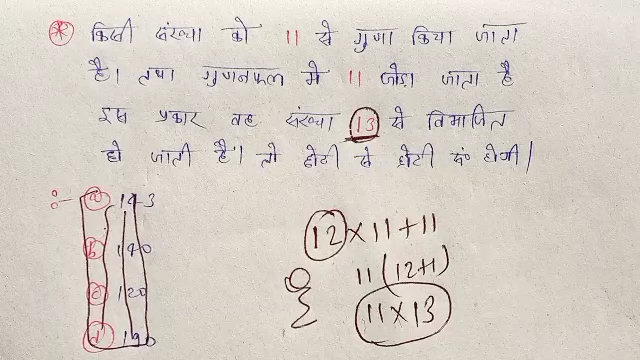 * किसी संख्या को 11 से गुणा किया जाता
है। तथा गुणनफल मे 11 जोड़ा जाता है
इस प्रकार वह संख्या 13 से विभाजित
हो जाती है। तो छोटी से छोटी सं० होगी।
:- (a) 143
(b) 140
(c) 120
(d) 190
12×11+11
11(12+1)
11×13